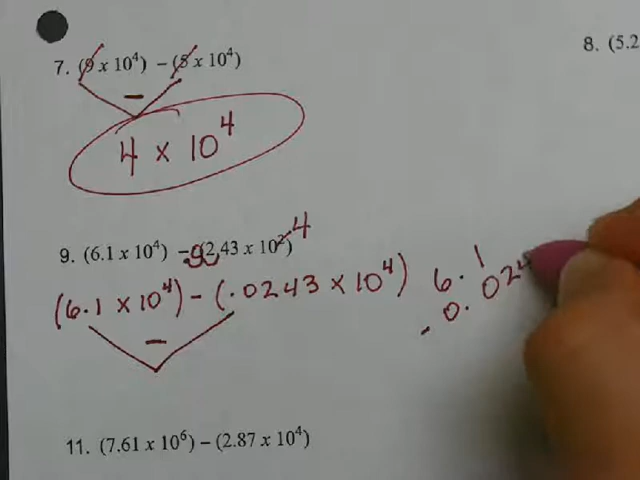 7. (9 x 10⁴) − (5 x 10⁴)
8. (5.2
−
4 x 10⁴
9. (6.1 x 10⁴) − (2.43 x 10²) 4
(6.1 x 10⁴) − (.0243 x 10⁴) 6.1
- 0.024
−
11. (7.61 x 10⁶) − (2.87 x 10⁴)